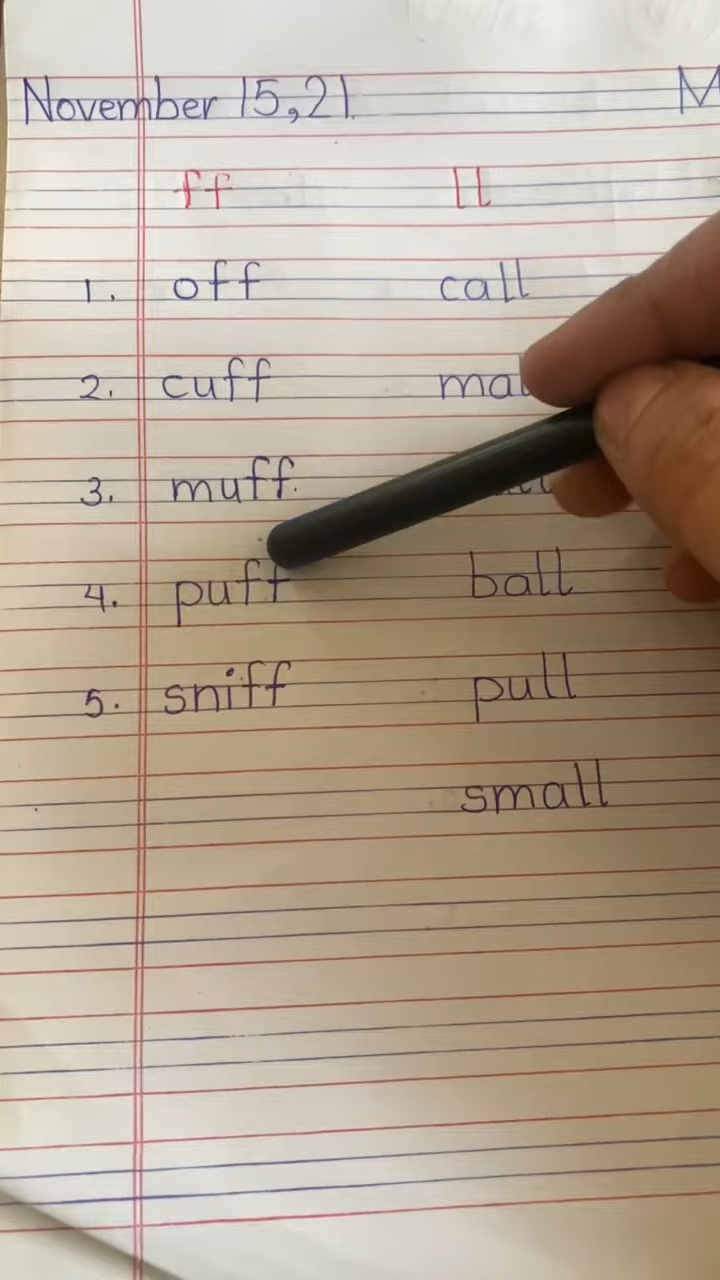 November 15,21. M
ff ll
1. off call
2. cuff
3. muff.
4. puff ball
5. sniff pull
small